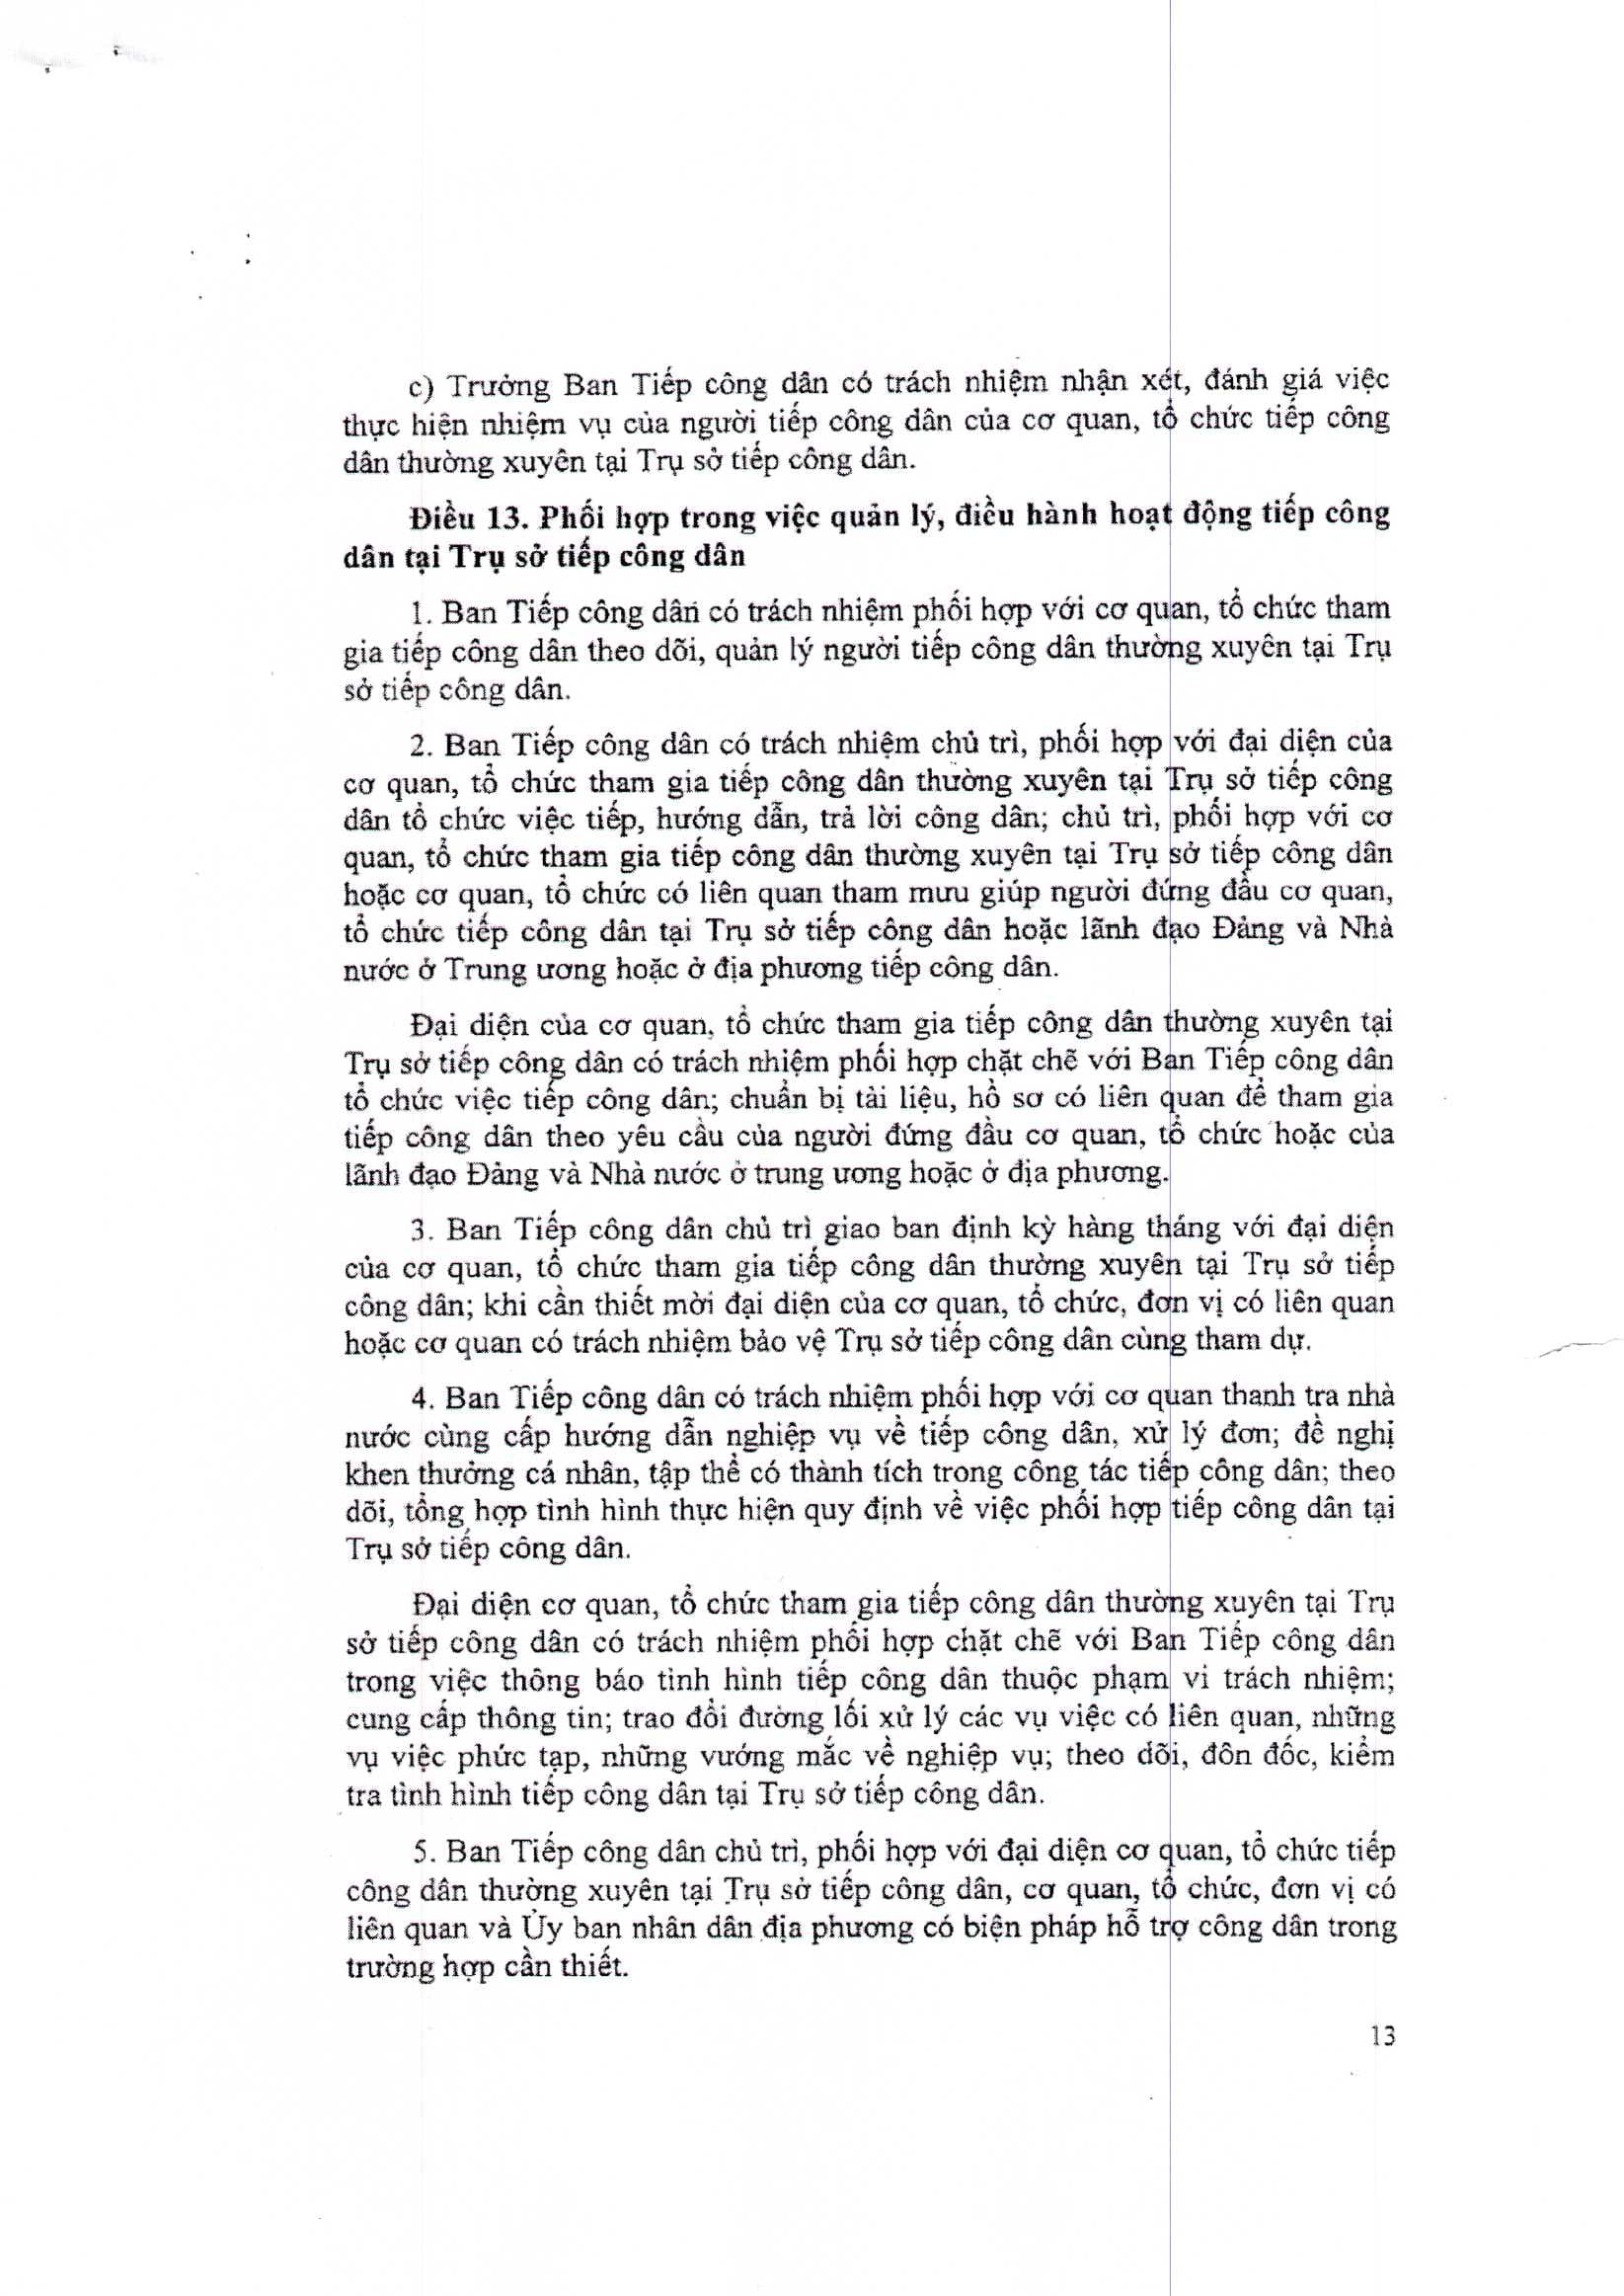 c) Trưởng Ban Tiếp công dân có trách nhiệm nhận xét, đánh giá việc
thực hiện nhiệm vụ của người tiếp công dân của cơ quan, tổ chức tiếp công
dân thường xuyên tại Trụ sở tiếp công dân.
Điều 13. Phối hợp trong việc quản lý, điều hành hoạt động tiếp công
dân tại Trụ sở tiếp công dân
1. Ban Tiếp công dân có trách nhiệm phối hợp với cơ quan, tổ chức tham
gia tiếp công dân theo dõi, quản lý người tiếp công dân thường xuyên tại Trụ
sở tiếp công dân.
2. Ban Tiếp công dân có trách nhiệm chủ trì, phối hợp với đại diện của
cơ quan, tổ chức tham gia tiếp công dân thường xuyên tại Trụ sở tiếp công
dân tổ chức việc tiếp, hướng dẫn, trả lời công dân; chủ trì, phối hợp với cơ
quan, tổ chức tham gia tiếp công dân thường xuyên tại Trụ sở tiếp công dân
hoặc cơ quan, tổ chức có liên quan tham mưu giúp người đứng đầu cơ quan,
tổ chức tiếp công dân tại Trụ sở tiếp công dân hoặc lãnh đạo Đảng và Nhà
nước ở Trung ương hoặc ở địa phương tiếp công dân.
Đại diện của cơ quan, tổ chức tham gia tiếp công dân thường xuyên tại
Trụ sở tiếp công dân có trách nhiệm phối hợp chặt chẽ với Ban Tiếp công dân
tổ chức việc tiếp công dân; chuẩn bị tài liệu, hồ sơ có liên quan để tham gia
tiếp công dân theo yêu cầu của người đứng đầu cơ quan, tổ chức hoặc của
lãnh đạo Đảng và Nhà nước ở trung ương hoặc ở địa phương.
3. Ban Tiếp công dân chủ trì giao ban định kỳ hàng tháng với đại diện
của cơ quan, tổ chức tham gia tiếp công dân thường xuyên tại Trụ sở tiếp
công dân; khi cần thiết mời đại diện của cơ quan, tổ chức, đơn vị có liên quan
hoặc cơ quan có trách nhiệm bảo vệ Trụ sở tiếp công dân cùng tham dự.
4. Ban Tiếp công dân có trách nhiệm phối hợp với cơ quan thanh tra nhà
nước cùng cấp hướng dẫn nghiệp vụ về tiếp công dân, xử lý đơn; đề nghị
khen thưởng cá nhân, tập thể có thành tích trong công tác tiếp công dân; theo
dõi, tổng hợp tình hình thực hiện quy định về việc phối hợp tiếp công dân tại
Trụ sở tiếp công dân.
Đại diện cơ quan, tổ chức tham gia tiếp công dân thường xuyên tại Trụ
sở tiếp công dân có trách nhiệm phối hợp chặt chẽ với Ban Tiếp công dân
trong việc thông báo tình hình tiếp công dân thuộc phạm vi trách nhiệm;
cung cấp thông tin; trao đổi đường lối xử lý các vụ việc có liên quan, những
vụ việc phức tạp, những vướng mắc về nghiệp vụ; theo dõi, đôn đốc, kiểm
tra tình hình tiếp công dân tại Trụ sở tiếp công dân.
5. Ban Tiếp công dân chủ trì, phối hợp với đại diện cơ quan, tổ chức tiếp
công dân thường xuyên tại Trụ sở tiếp công dân, cơ quan, tổ chức, đơn vị có
liên quan và Ủy ban nhân dân địa phương có biện pháp hỗ trợ công dân trong
trường hợp cần thiết.
13